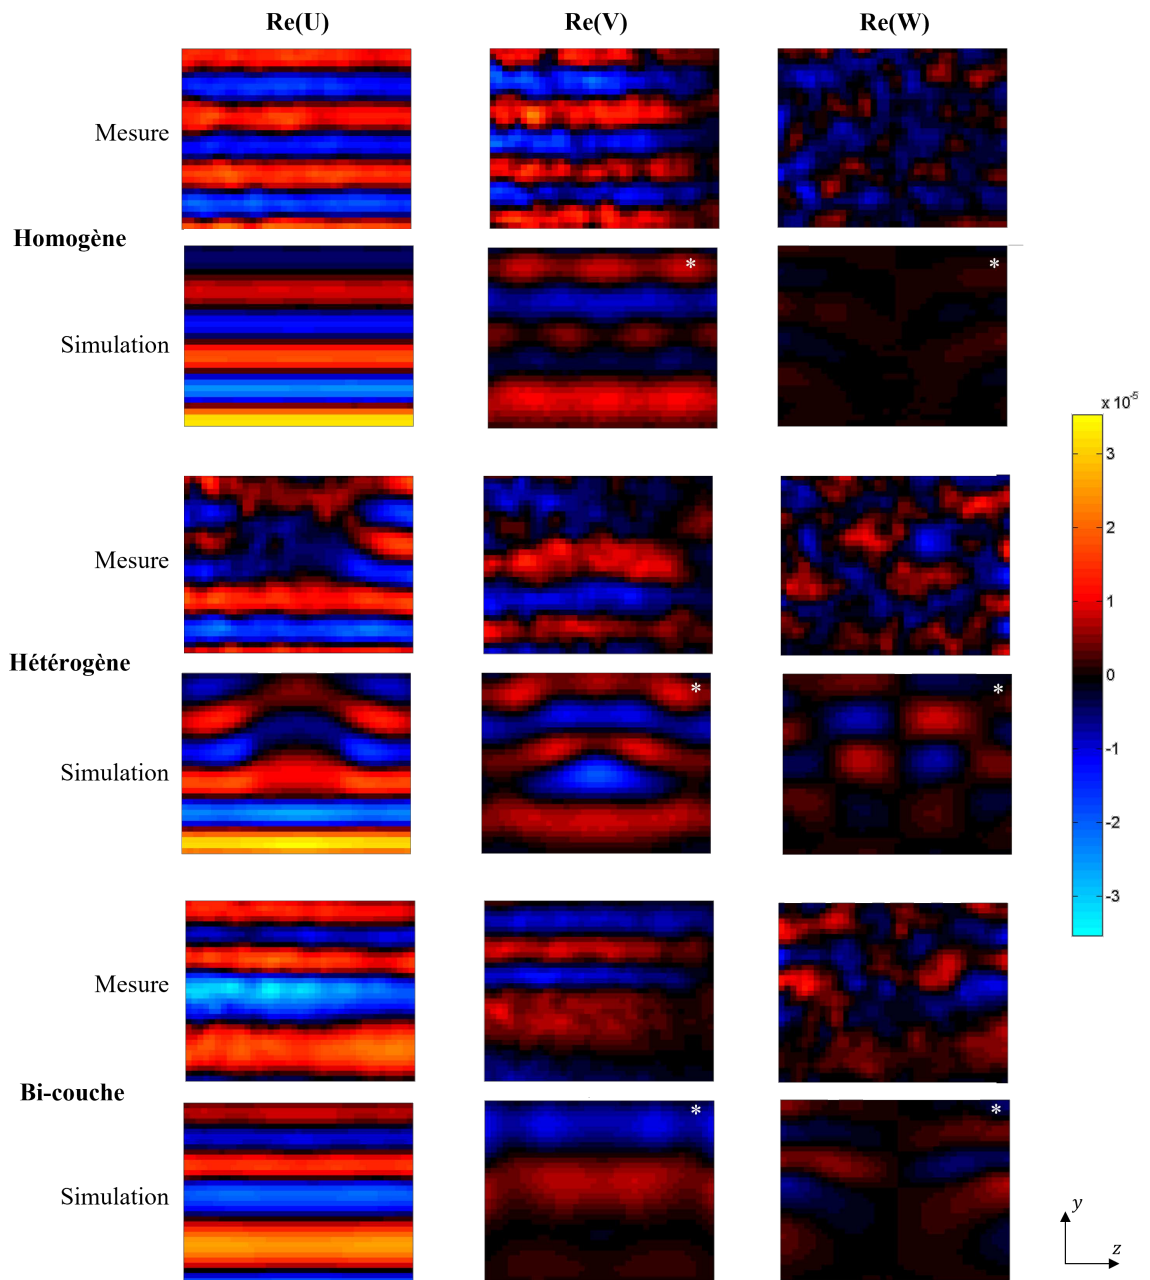 Re(U) Re(V) Re(W)
Mesure
Homogène
*
*
Simulation
x 10⁻⁵
3
2
1
0
-1
-2
-3
Mesure
Hétérogène
*
*
Simulation
Mesure
Bi-couche
*
*
Simulation
y
z